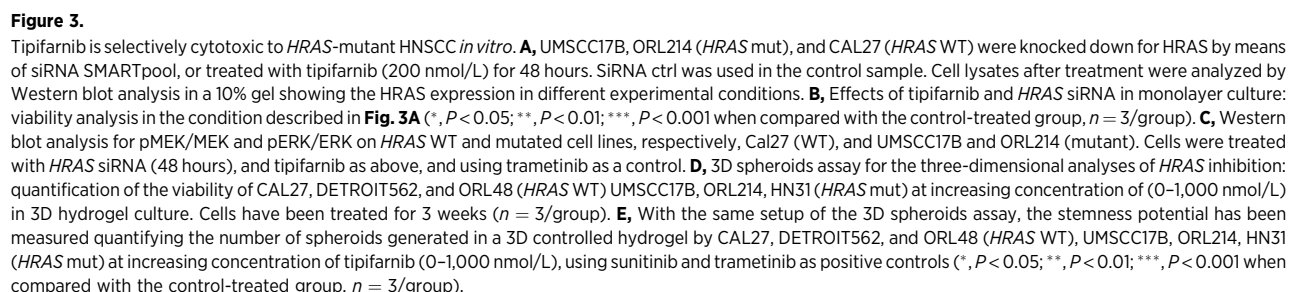 Figure 3.
Tipifarnib is selectively cytotoxic to HRAS-mutant HNSCC in vitro. A, UMSCC17B, ORL214 (HRAS mut), and CAL27 (HRAS WT) were knocked down for HRAS by means
of siRNA SMARTpool, or treated with tipifarnib (200 nmol/L) for 48 hours. SiRNA ctrl was used in the control sample. Cell lysates after treatment were analyzed by
Western blot analysis in a 10% gel showing the HRAS expression in different experimental conditions. B, Effects of tipifarnib and HRAS siRNA in monolayer culture:
viability analysis in the condition described in Fig. 3A (*, P < 0.05; **, P < 0.01; ***, P < 0.001 when compared with the control-treated group, n = 3/group). C, Western
blot analysis for pMEK/MEK and pERK/ERK on HRAS WT and mutated cell lines, respectively, Cal27 (WT), and UMSCC17B and ORL214 (mutant). Cells were treated
with HRAS siRNA (48 hours), and tipifarnib as above, and using trametinib as a control. D, 3D spheroids assay for the three-dimensional analyses of HRAS inhibition:
quantification of the viability of CAL27, DETROIT562, and ORL48 (HRAS WT) UMSCC17B, ORL214, HN31 (HRAS mut) at increasing concentration of (0–1,000 nmol/L)
in 3D hydrogel culture. Cells have been treated for 3 weeks (n = 3/group). E, With the same setup of the 3D spheroids assay, the stemness potential has been
measured quantifying the number of spheroids generated in a 3D controlled hydrogel by CAL27, DETROIT562, and ORL48 (HRAS WT), UMSCC17B, ORL214, HN31
(HRAS mut) at increasing concentration of tipifarnib (0–1,000 nmol/L), using sunitinib and trametinib as positive controls (*, P < 0.05; **, P < 0.01; ***, P < 0.001 when
compared with the control-treated group, n = 3/group).